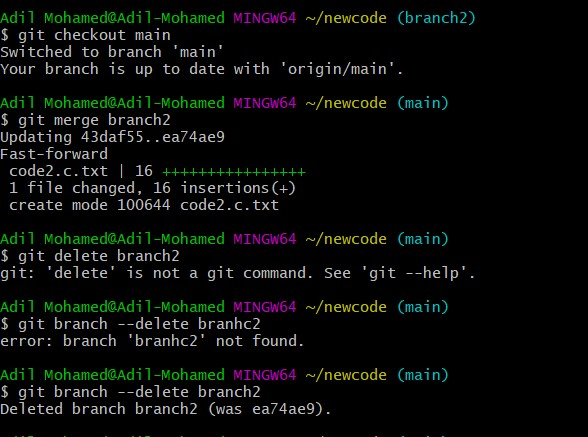 Adil Mohamed@Adil-Mohamed MINGW64 ~/newcode (branch2)
$ git checkout main
Switched to branch 'main'
Your branch is up to date with 'origin/main'.
Adil Mohamed@Adil-Mohamed MINGW64 ~/newcode (main)
$ git merge branch2
Updating 43daf55..ea74ae9
Fast-forward
 code2.c.txt | 16 ++++++++++++++++
 1 file changed, 16 insertions(+)
 create mode 100644 code2.c.txt
Adil Mohamed@Adil-Mohamed MINGW64 ~/newcode (main)
$ git delete branch2
git: 'delete' is not a git command. See 'git --help'.
Adil Mohamed@Adil-Mohamed MINGW64 ~/newcode (main)
$ git branch --delete branhc2
error: branch 'branhc2' not found.
Adil Mohamed@Adil-Mohamed MINGW64 ~/newcode (main)
$ git branch --delete branch2
Deleted branch branch2 (was ea74ae9).